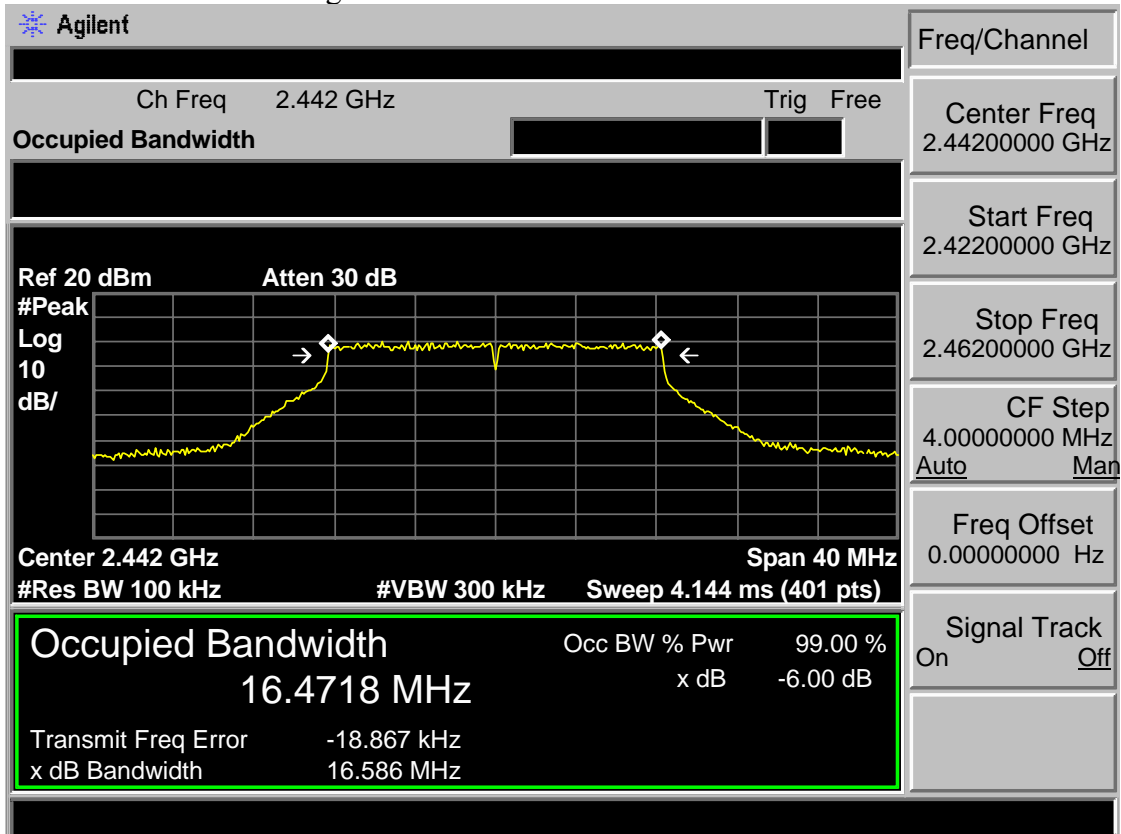 Agilent
Freq/Channel
Ch Freq 2.442 GHz Trig Free
Occupied Bandwidth
Center Freq
2.44200000 GHz
Start Freq
2.42200000 GHz
Ref 20 dBm Atten 30 dB
#Peak
Log
10
dB/
Stop Freq
2.46200000 GHz
CF Step
4.00000000 MHz
Auto Man
Center 2.442 GHz Span 40 MHz
#Res BW 100 kHz #VBW 300 kHz Sweep 4.144 ms (401 pts)
Freq Offset
0.00000000 Hz
Occupied Bandwidth Occ BW % Pwr 99.00 %
16.4718 MHz x dB -6.00 dB
Signal Track
On Off
Transmit Freq Error -18.867 kHz
x dB Bandwidth 16.586 MHz